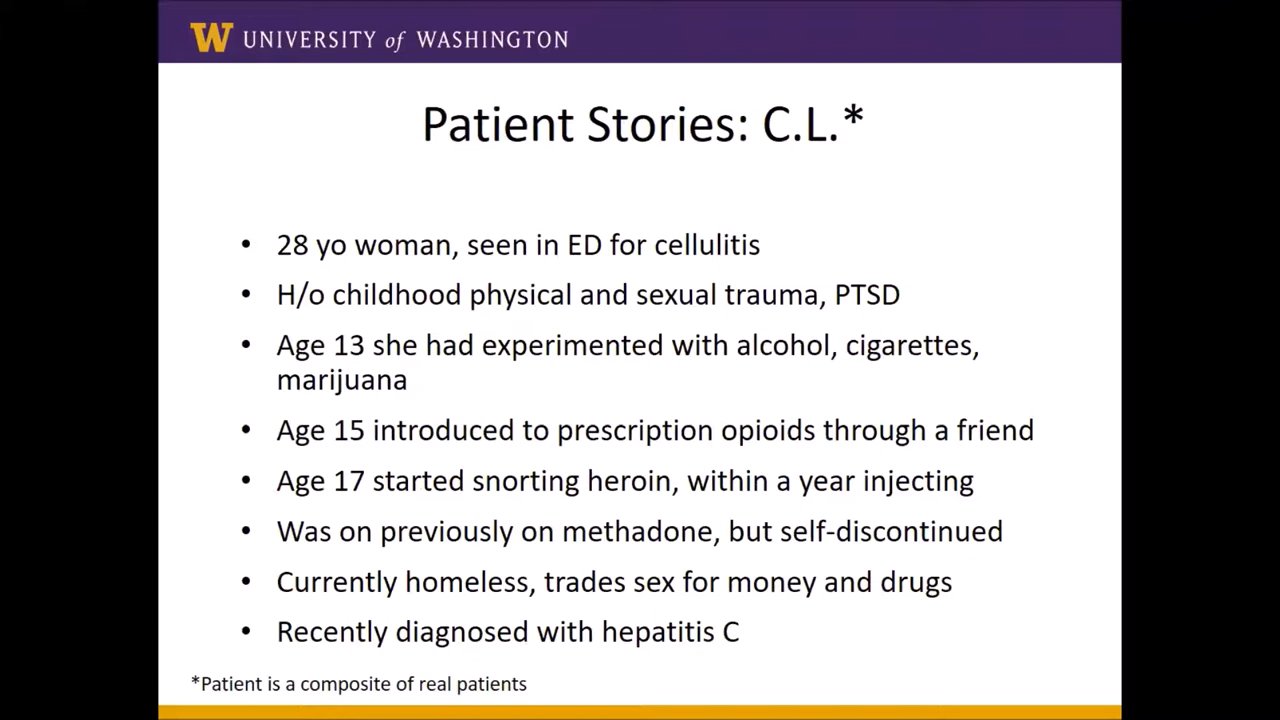 W UNIVERSITY of WASHINGTON
Patient Stories: C.L.*
• 28 yo woman, seen in ED for cellulitis
• H/o childhood physical and sexual trauma, PTSD
• Age 13 she had experimented with alcohol, cigarettes,
marijuana
• Age 15 introduced to prescription opioids through a friend
• Age 17 started snorting heroin, within a year injecting
• Was on previously on methadone, but self-discontinued
• Currently homeless, trades sex for money and drugs
• Recently diagnosed with hepatitis C
*Patient is a composite of real patients